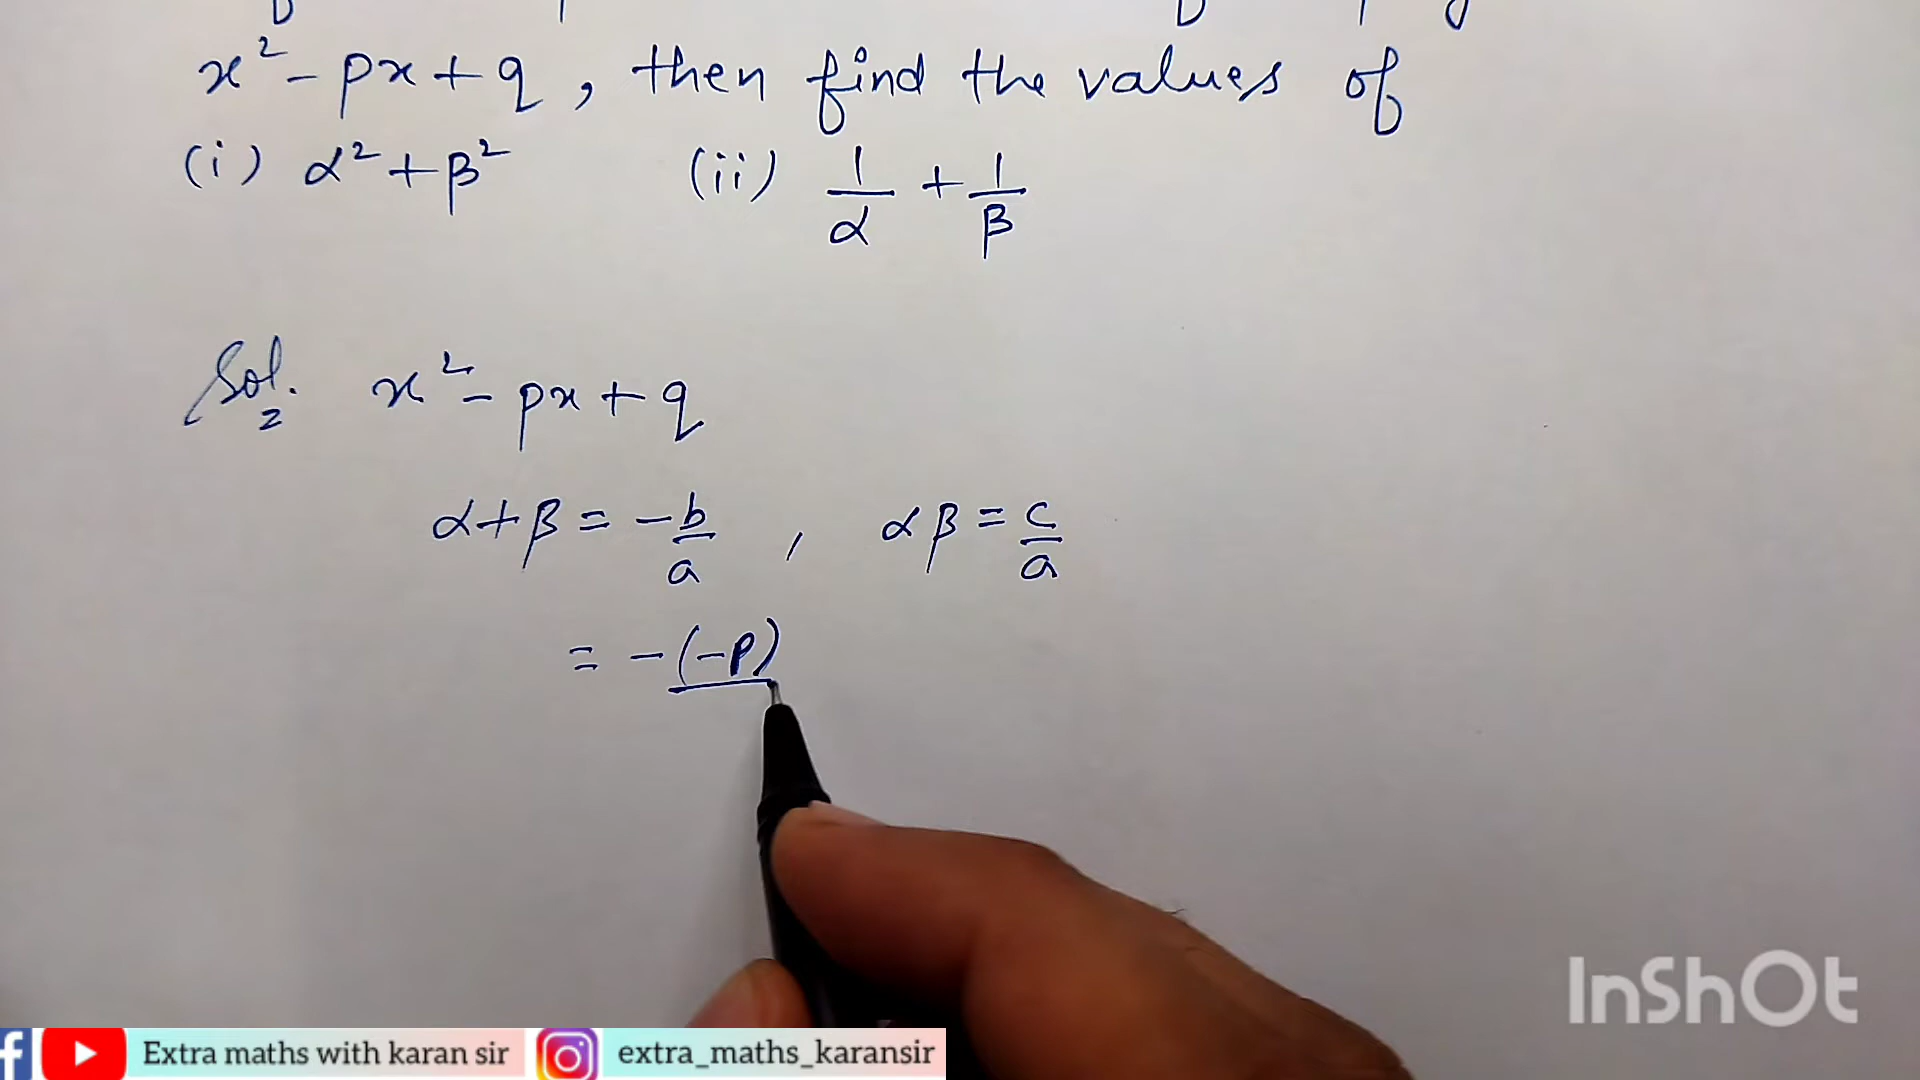 x² - px + q, then find the values of
(i) α² + β² (ii) 1/α + 1/β
Sol. x² - px + q
α + β = -b/a , αβ = c/a
= -(-p)
InShOt
Extra maths with karan sir extra_maths_karansir